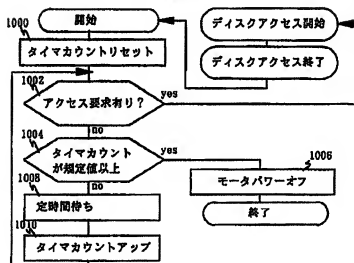 開始
1000
タイマカウントリセット
ディスクアクセス開始
ディスクアクセス終了
1002
アクセス要求有り?
yes
no
1004
タイマカウント
が規定値以上
yes
no
1006
モータパワーオフ
終了
1008
定時間待ち
1010
タイマカウントアップ